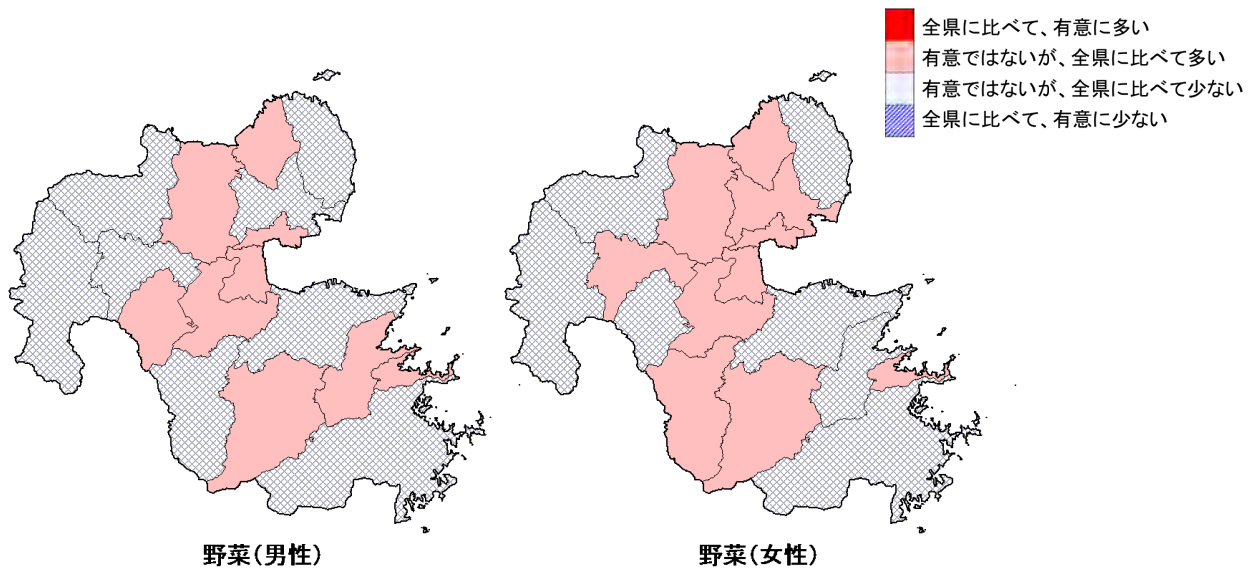 全県に比べて、有意に多い
有意ではないが、全県に比べて多い
有意ではないが、全県に比べて少ない
全県に比べて、有意に少ない
野菜(男性)
野菜(女性)